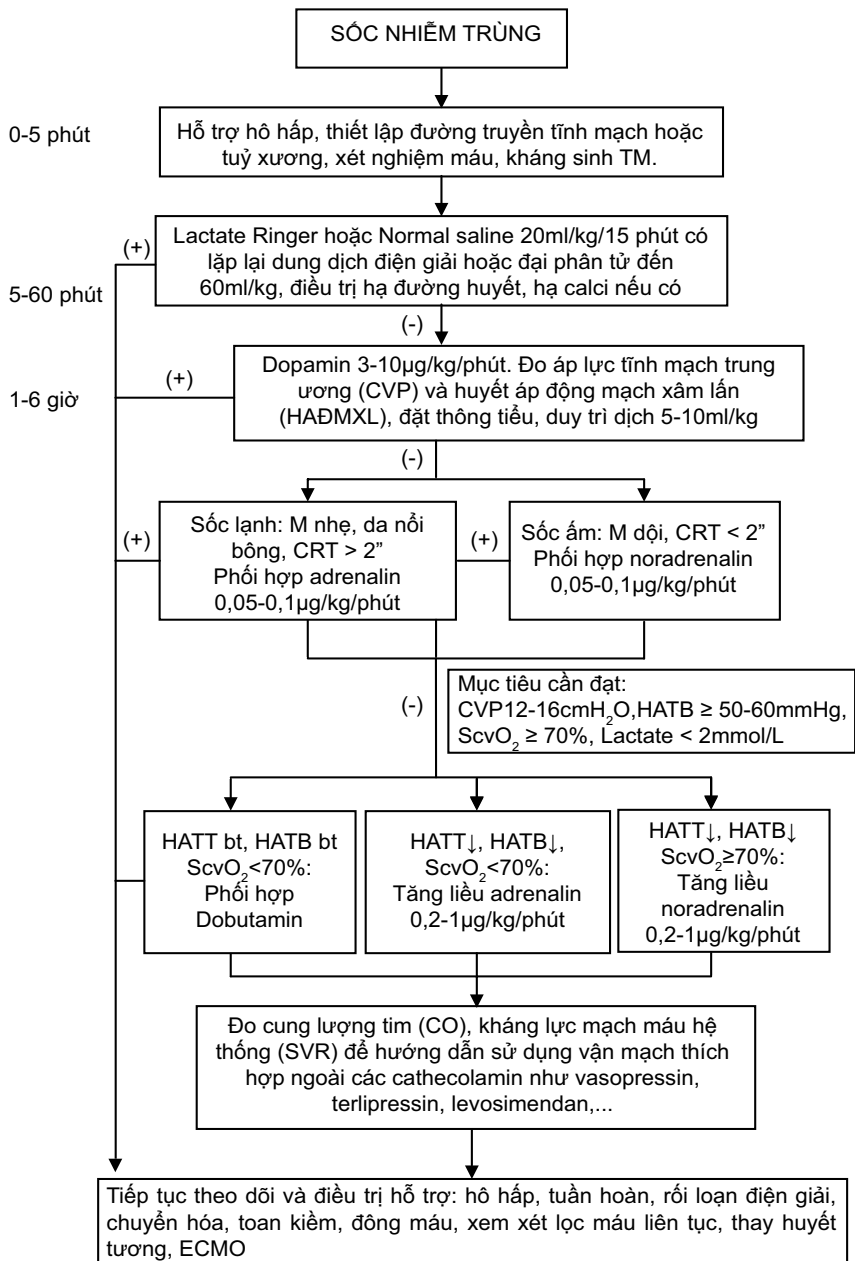 SỐC NHIỄM TRÙNG
0-5 phút
Hỗ trợ hô hấp, thiết lập đường truyền tĩnh mạch hoặc
tuỷ xương, xét nghiệm máu, kháng sinh TM.
(+)
5-60 phút
Lactate Ringer hoặc Normal saline 20ml/kg/15 phút có
lặp lại dung dịch điện giải hoặc đại phân tử đến
60ml/kg, điều trị hạ đường huyết, hạ calci nếu có
(-)
1-6 giờ
(+)
Dopamin 3-10µg/kg/phút. Đo áp lực tĩnh mạch trung
ương (CVP) và huyết áp động mạch xâm lấn
(HAĐMXL), đặt thông tiểu, duy trì dịch 5-10ml/kg
(-)
(+)
Sốc lạnh: M nhẹ, da nổi
bông, CRT > 2”
Phối hợp adrenalin
0,05-0,1µg/kg/phút
(+)
Sốc ấm: M dội, CRT < 2”
Phối hợp noradrenalin
0,05-0,1µg/kg/phút
(-)
Mục tiêu cần đạt:
CVP12-16cmH₂O,HATB ≥ 50-60mmHg,
ScvO₂ ≥ 70%, Lactate < 2mmol/L
HATT bt, HATB bt
ScvO₂<70%:
Phối hợp
Dobutamin
HATT↓, HATB↓,
ScvO₂<70%:
Tăng liều adrenalin
0,2-1µg/kg/phút
HATT↓, HATB↓
ScvO₂≥70%:
Tăng liều
noradrenalin
0,2-1µg/kg/phút
Đo cung lượng tim (CO), kháng lực mạch máu hệ
thống (SVR) để hướng dẫn sử dụng vận mạch thích
hợp ngoài các cathecolamin như vasopressin,
terlipressin, levosimendan,...
Tiếp tục theo dõi và điều trị hỗ trợ: hô hấp, tuần hoàn, rối loạn điện giải,
chuyển hóa, toan kiềm, đông máu, xem xét lọc máu liên tục, thay huyết
tương, ECMO